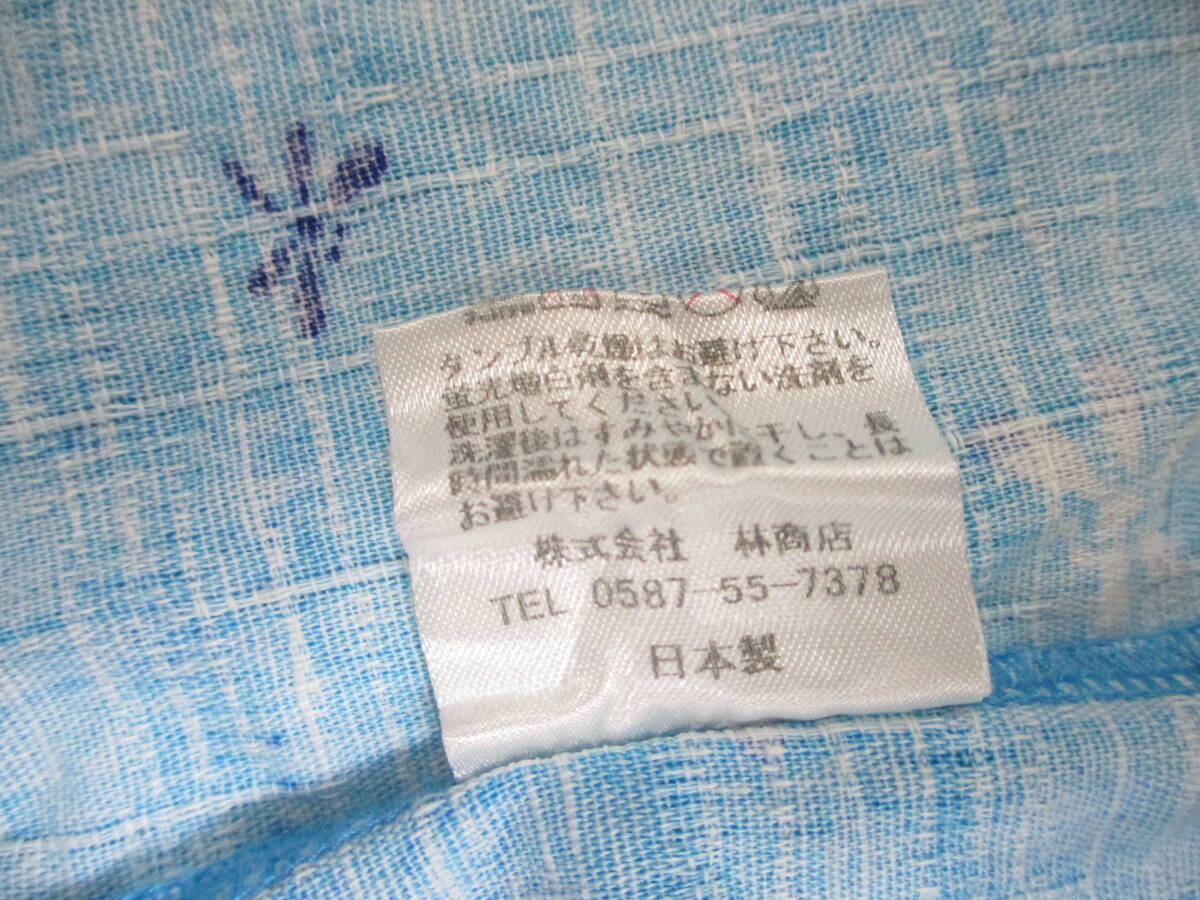 タンブル乾燥はお避け下さい。
蛍光増白剤を含まない洗剤を
使用してください
洗濯後はすみやかに干し、長
時間濡れた状態で置くことは
お避け下さい。
株式会社 林商店
TEL 0587-55-7378
日本製